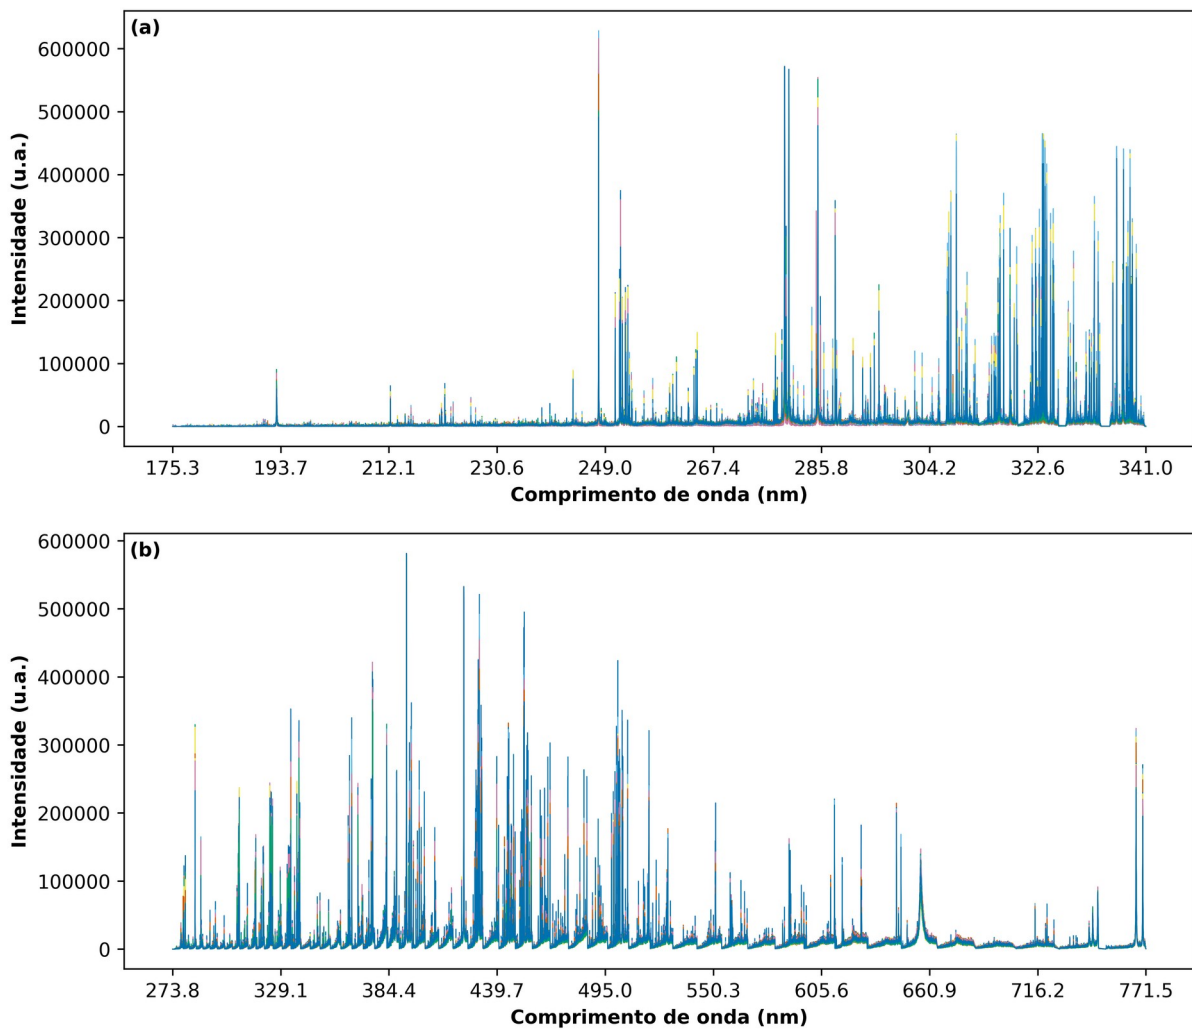 (a)
600000
500000
400000
300000
200000
100000
0
Intensidade (u.a.)
175.3 193.7 212.1 230.6 249.0 267.4 285.8 304.2 322.6 341.0
Comprimento de onda (nm)
(b)
600000
500000
400000
300000
200000
100000
0
Intensidade (u.a.)
273.8 329.1 384.4 439.7 495.0 550.3 605.6 660.9 716.2 771.5
Comprimento de onda (nm)